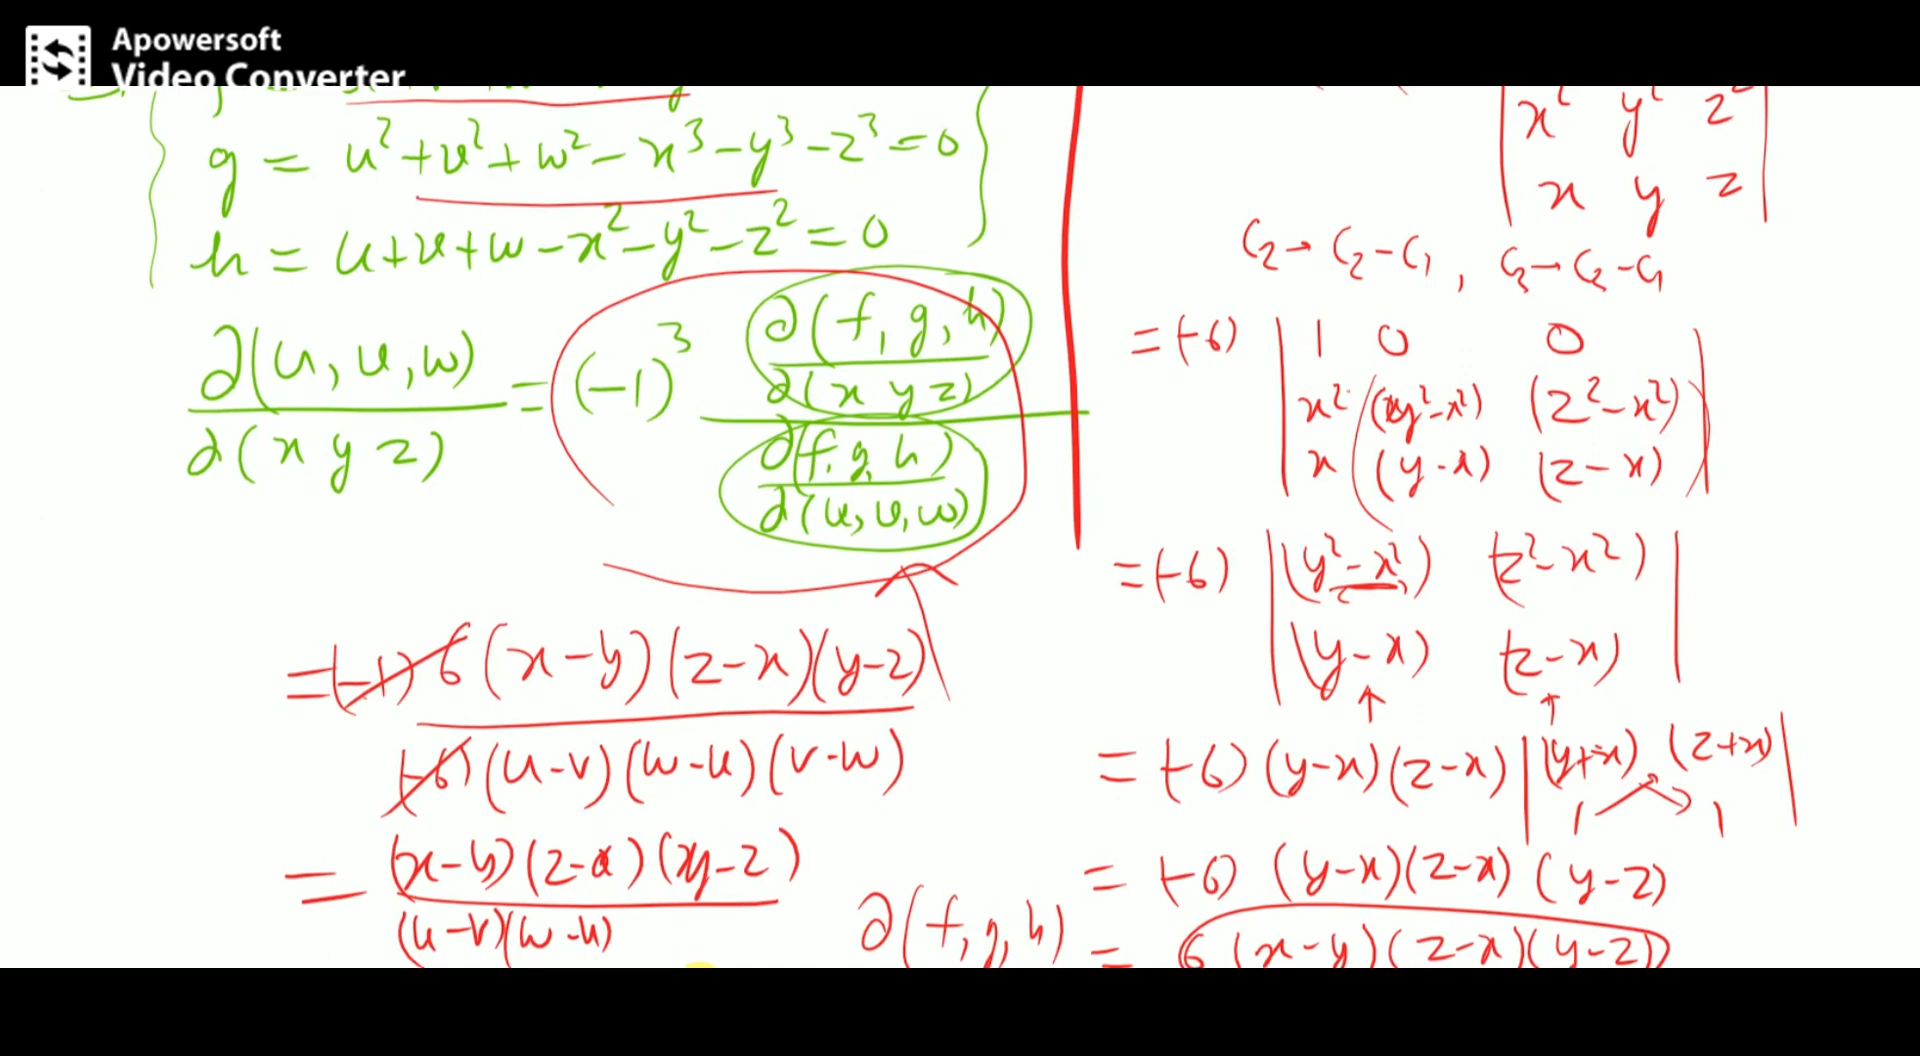 Apowersoft
Video Converter
g = u² + v² + w² − x³ − y³ − z³ = 0
h = u + v + w − x² − y² − z² = 0
∂(u, v, w) / ∂(x y z) = (−1)³ ∂(f, g, h) / ∂(x y z) / ∂(f, g, h) / ∂(u, v, w)
= (−1) 6 (x−y)(z−x)(y−z)
(−6) (u−v)(w−u)(v−w)
= (x−y)(z−x)(y−z)
(u−v)(w−u)
∂(f, g, h)
x² y² z²
x y z
C₂ → C₂ − C₁ , C₃ → C₃ − C₁
= (−6) | 1 0 0
x² (y²−x²) (z²−x²)
x (y−x) (z−x) |
= (−6) | (y²−x²) (z²−x²)
(y−x) (z−x) |
= (−6) (y−x)(z−x) | (y+x) (z+x) |
1 1
= (−6) (y−x)(z−x) (y−z)
= 6 (x−y)(z−x)(y−z)